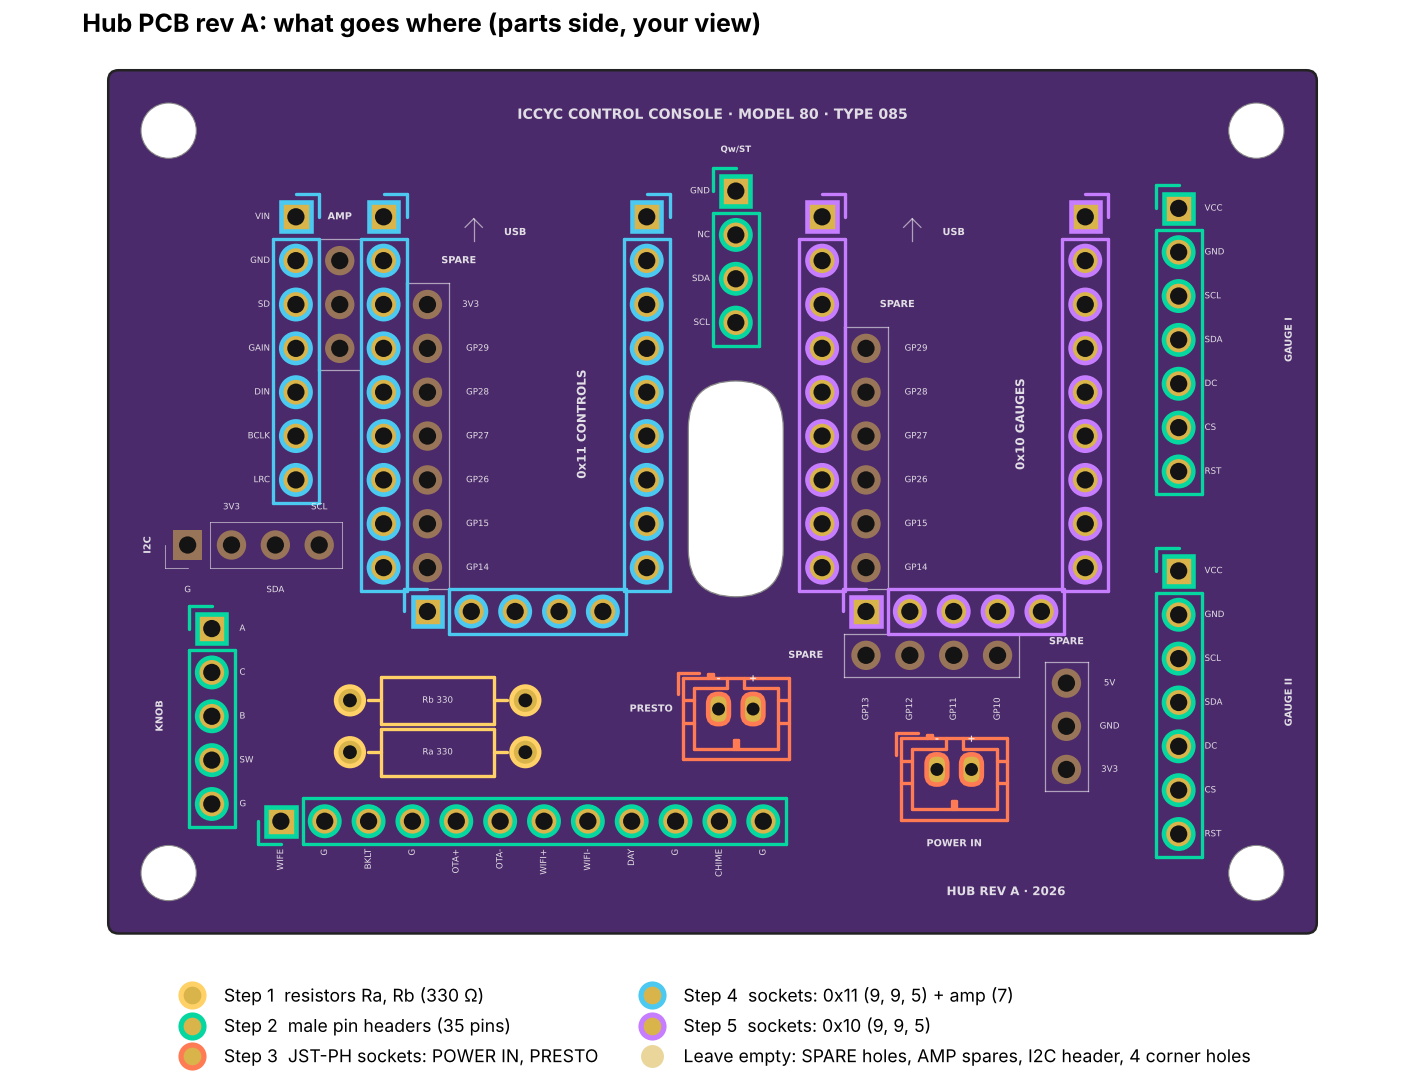 Hub PCB rev A: what goes where (parts side, your view)
ICCYC CONTROL CONSOLE · MODEL 80 · TYPE 085
Qw/ST
GND
NC
SDA
SCL
VIN
AMP
GND
SD
GAIN
DIN
BCLK
LRC
USB
SPARE
3V3
GP29
GP28
GP27
GP26
GP15
GP14
0x11 CONTROLS
USB
SPARE
GP29
GP28
GP27
GP26
GP15
GP14
0x10 GAUGES
VCC
GND
SCL
SDA
DC
CS
RST
GAUGE I
3V3
SCL
I2C
G
SDA
A
C
B
SW
G
KNOB
Rb 330
Ra 330
PRESTO
- +
SPARE
GP13
GP12
GP11
GP10
SPARE
5V
GND
3V3
- +
POWER IN
VCC
GND
SCL
SDA
DC
CS
RST
GAUGE II
WIFE
G
BKLT
G
OTA+
OTA-
WIFI+
WIFI-
DAY
G
CHIME
G
HUB REV A · 2026
Step 1 resistors Ra, Rb (330 Ω)
Step 2 male pin headers (35 pins)
Step 3 JST-PH sockets: POWER IN, PRESTO
Step 4 sockets: 0x11 (9, 9, 5) + amp (7)
Step 5 sockets: 0x10 (9, 9, 5)
Leave empty: SPARE holes, AMP spares, I2C header, 4 corner holes